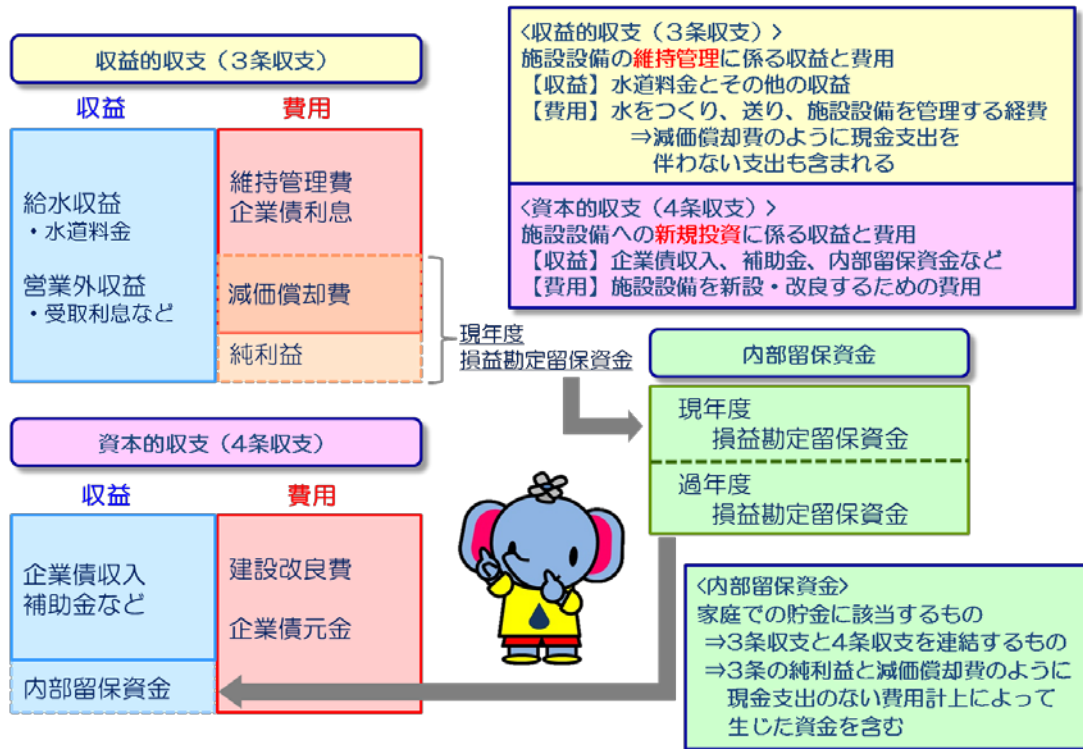 収益的収支（３条収支）
収益
費用
給水収益
・水道料金
営業外収益
・受取利息など
維持管理費
企業債利息
減価償却費
純利益
現年度
損益勘定留保資金
〈収益的収支（３条収支）〉
施設設備の維持管理に係る収益と費用
【収益】水道料金とその他の収益
【費用】水をつくり、送り、施設設備を管理する経費
⇒減価償却費のように現金支出を
伴わない支出も含まれる
〈資本的収支（４条収支）〉
施設設備への新規投資に係る収益と費用
【収益】企業債収入、補助金、内部留保資金など
【費用】施設設備を新設・改良するための費用
内部留保資金
現年度
損益勘定留保資金
過年度
損益勘定留保資金
資本的収支（４条収支）
収益
費用
企業債収入
補助金など
内部留保資金
建設改良費
企業債元金
〈内部留保資金〉
家庭での貯金に該当するもの
⇒３条収支と４条収支を連結するもの
⇒３条の純利益と減価償却費のように
現金支出のない費用計上によって
生じた資金を含む